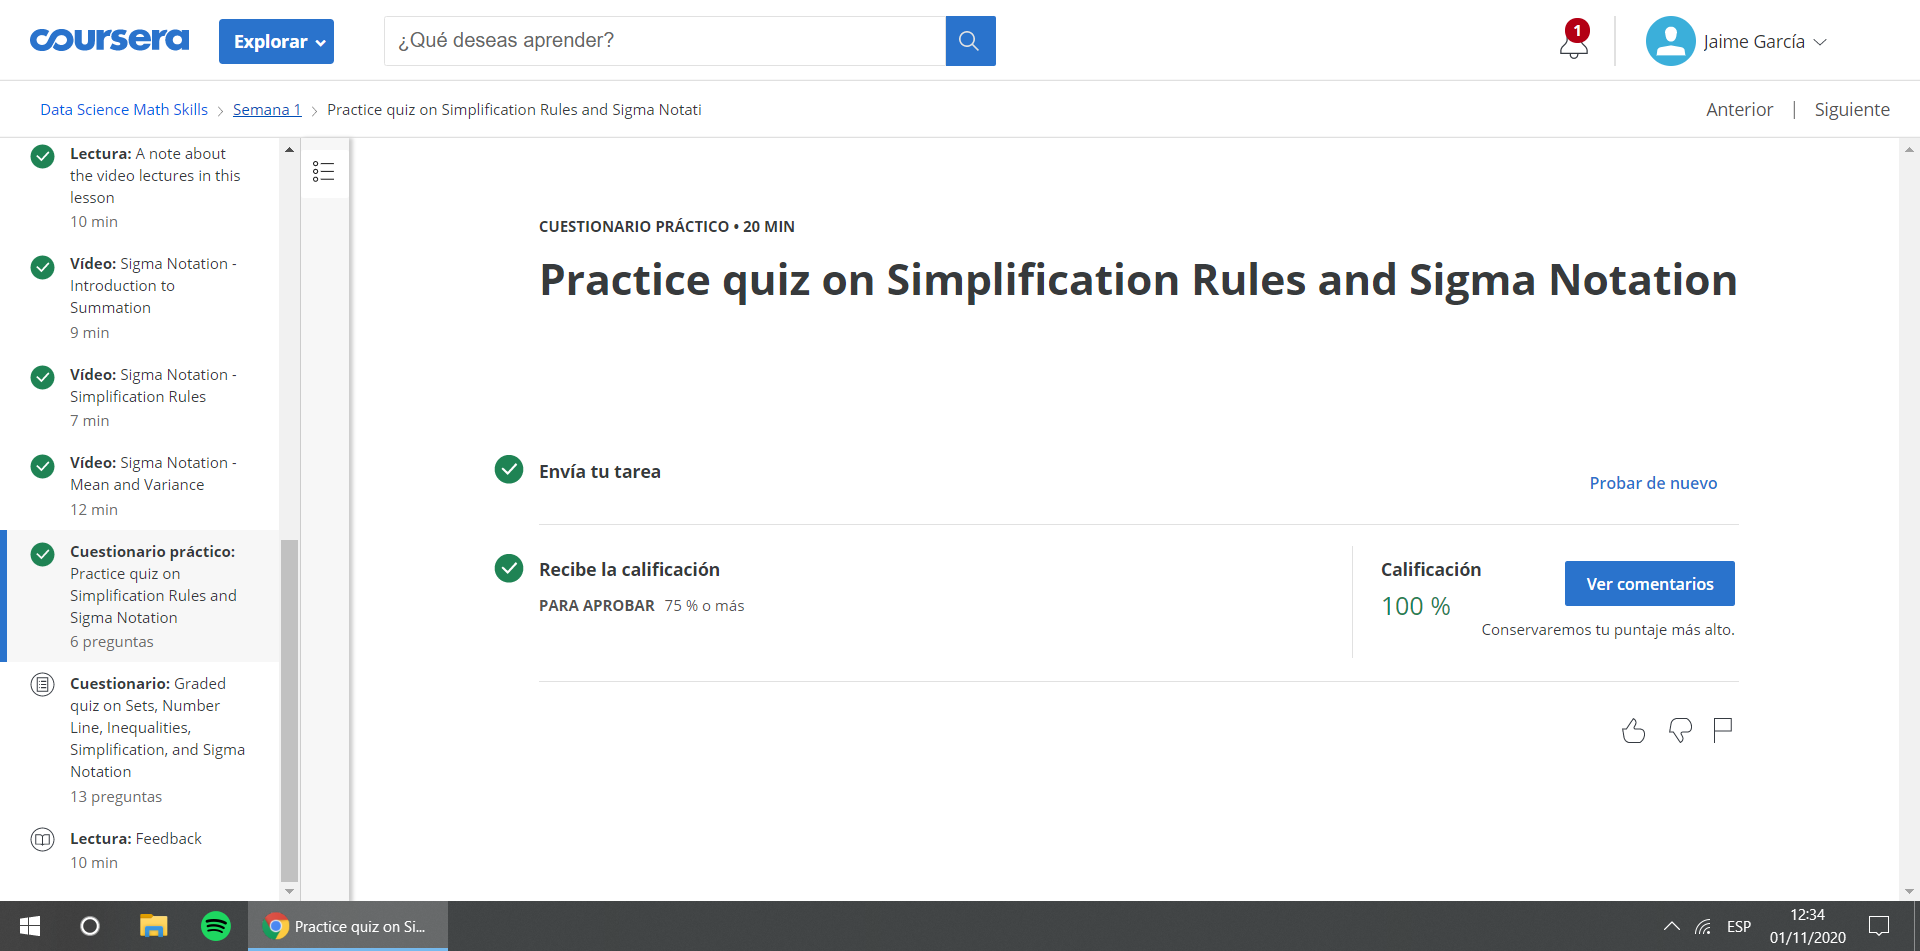 coursera
Explorar
¿Qué deseas aprender?
1
Jaime García
Data Science Math Skills
Semana 1
Practice quiz on Simplification Rules and Sigma Notati
Anterior | Siguiente
Lectura: A note about
the video lectures in this
lesson
10 min
Vídeo: Sigma Notation -
Introduction to
Summation
9 min
Vídeo: Sigma Notation -
Simplification Rules
7 min
Vídeo: Sigma Notation -
Mean and Variance
12 min
Cuestionario práctico:
Practice quiz on
Simplification Rules and
Sigma Notation
6 preguntas
Cuestionario: Graded
quiz on Sets, Number
Line, Inequalities,
Simplification, and Sigma
Notation
13 preguntas
Lectura: Feedback
10 min
CUESTIONARIO PRÁCTICO • 20 MIN
Practice quiz on Simplification Rules and Sigma Notation
Envía tu tarea
Probar de nuevo
Recibe la calificación
PARA APROBAR 75 % o más
Calificación
100 %
Ver comentarios
Conservaremos tu puntaje más alto.
Practice quiz on Si...
ESP
12:34
01/11/2020